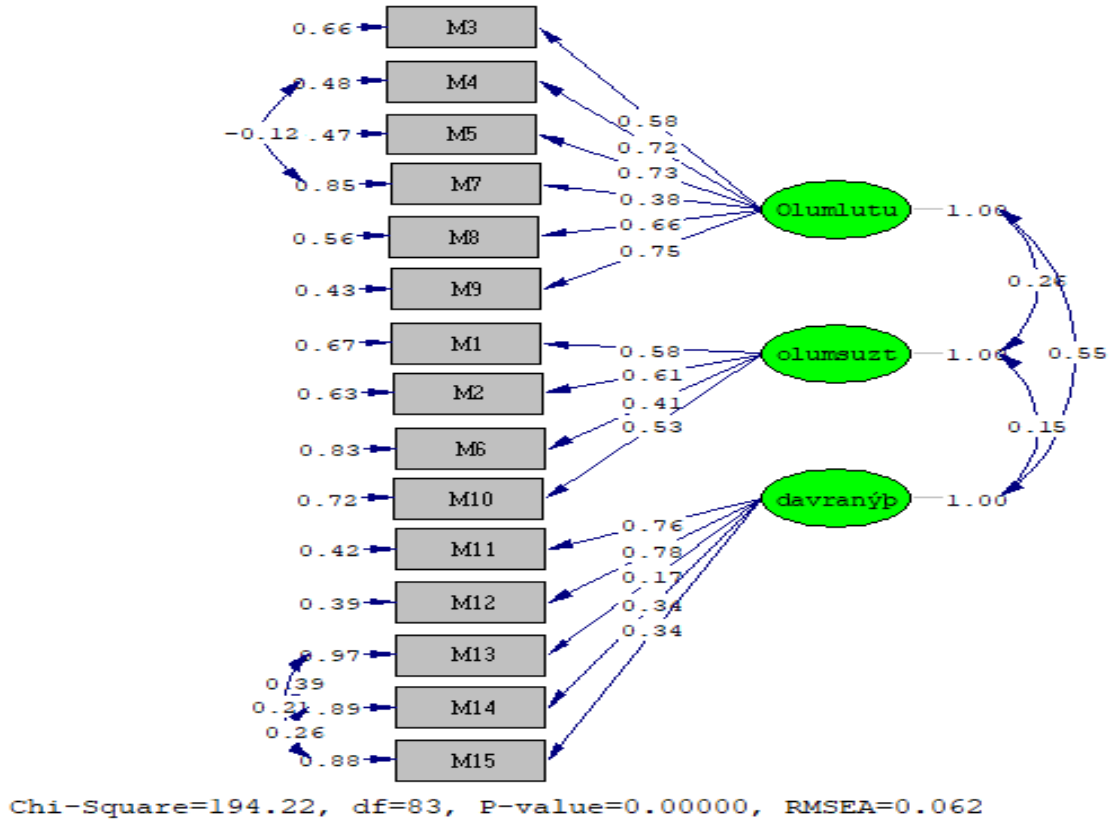 0.66 M3
0.48 M4
0.58
0.72
-0.12 .47 M5
0.73
0.85 M7
0.38
Olumlutu 1.00
0.66
0.56 M8
0.75
0.43 M9
0.26
0.67 M1
0.58
olumsuzt 1.00 0.55
0.61
0.63 M2
0.41
0.53
0.15
0.83 M6
0.72 M10
davranýþ 1.00
0.76
0.42 M11
0.78
0.17
0.39 M12
0.34
0.34
0.97 M13
0.39
0.21 .89 M14
0.26
0.88 M15
Chi-Square=194.22, df=83, P-value=0.00000, RMSEA=0.062